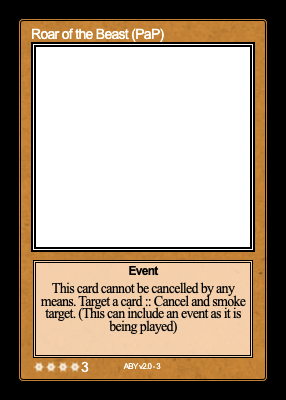 Roar of the Beast (PaP)
Event
This card cannot be cancelled by any
means. Target a card :: Cancel and smoke
target. (This can include an event as it is
being played)
3
ABY v2.0 - 3